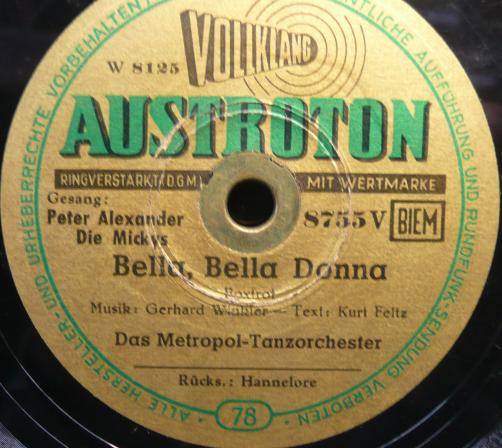 ALLE HERSTELLER- UND URHEBERRECHTE VORBEHALTEN
ÖFFENTLICHE AUFFÜHRUNG UND RUNDFUNK-SENDUNG VERBOTEN
W 8125
VOLLKLANG
AUSTROTON
RINGVERSTÄRKT (D.G.M.) MIT WERTMARKE
Gesang:
Peter Alexander
Die Mickys
8755 V BIEM
Bella, Bella Donna
Foxtrot
Musik: Gerhard Winkler — Text: Kurt Feltz
Das Metropol-Tanzorchester
Rücks.: Hannelore
78